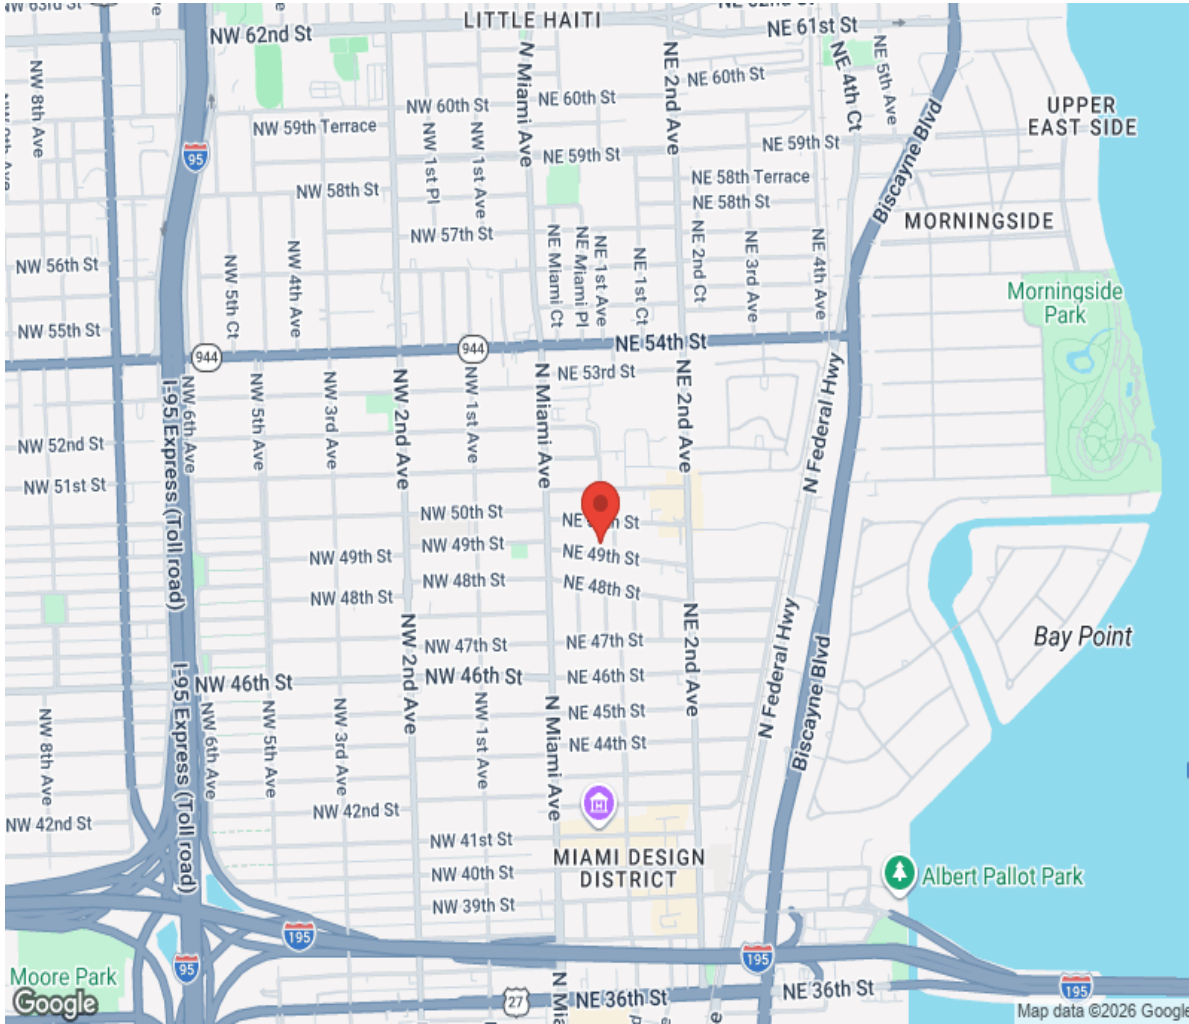 NW 63rd St
LITTLE HAITI
NW 62nd St
NE 61st St
N Miami Ave
NE 2nd Ave
NE 4th Ct
NE 5th Ave
NW 8th Ave
NE 60th St
NW 60th St
NE 60th St
UPPER
EAST SIDE
NW 59th Terrace
NW 1st Pl
NW 1st Ave
NE 59th St
NE 59th St
Biscayne Blvd
95
NE 58th Terrace
NW 58th St
NE 58th St
MORNINGSIDE
NW 57th St
NW 56th St
NW 5th Ct
NW 4th Ave
NE Miami Ct
NE Miami Pl
NE 1st Ave
NE 1st Ct
NE 2nd Ct
NE 3rd Ave
NE 4th Ave
Morningside
Park
NW 55th St
944
944
NE 54th St
NE 53rd St
I-95 Express (Toll road)
NW 6th Ave
NW 5th Ave
NW 3rd Ave
NW 2nd Ave
NW 1st Ave
N Miami Ave
NE 2nd Ave
N Federal Hwy
NW 52nd St
NW 51st St
NW 50th St
NW 49th St
NE 49th St
NW 49th St
NW 48th St
NE 48th St
NW 48th St
NW 2nd Ave
NE 2nd Ave
N Federal Hwy
Biscayne Blvd
Bay Point
NW 47th St
NE 47th St
I-95 Express (Toll road)
NW 46th St
NW 46th St
NE 46th St
NW 8th Ave
NW 6th Ave
NW 5th Ave
NW 3rd Ave
NW 1st Ave
N Miami Ave
NE 45th St
NE 44th St
NW 42nd St
NW 42nd St
NW 41st St
MIAMI DESIGN
DISTRICT
NW 40th St
Albert Pallot Park
NW 39th St
195
195
95
195
Moore Park
27
NE 36th St
NE 36th St
Google
Map data ©2026 Google